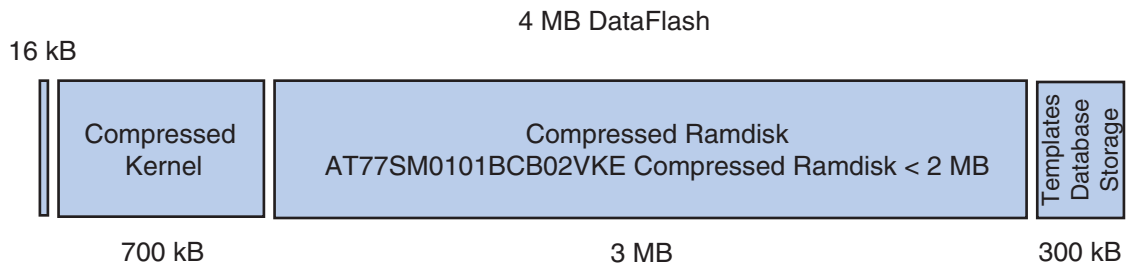 4 MB DataFlash
16 kB
Compressed
Kernel
Compressed Ramdisk
AT77SM0101BCB02VKE Compressed Ramdisk < 2 MB
Templates
Database
Storage
700 kB
3 MB
300 kB